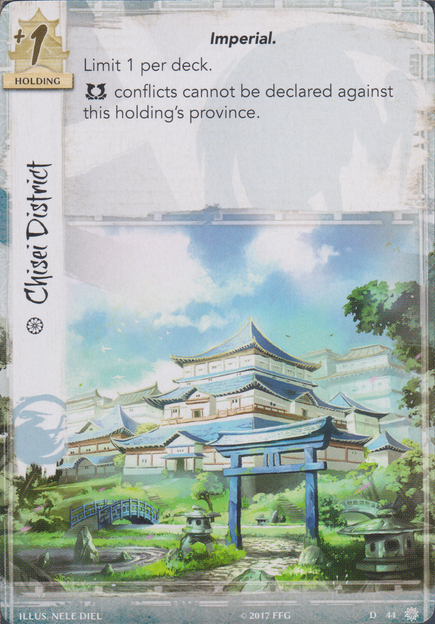 +1
HOLDING
Imperial.
Limit 1 per deck.
conflicts cannot be declared against
this holding's province.
Chisei District
ILLUS. NELE DIEL
© 2017 FFG
D 44